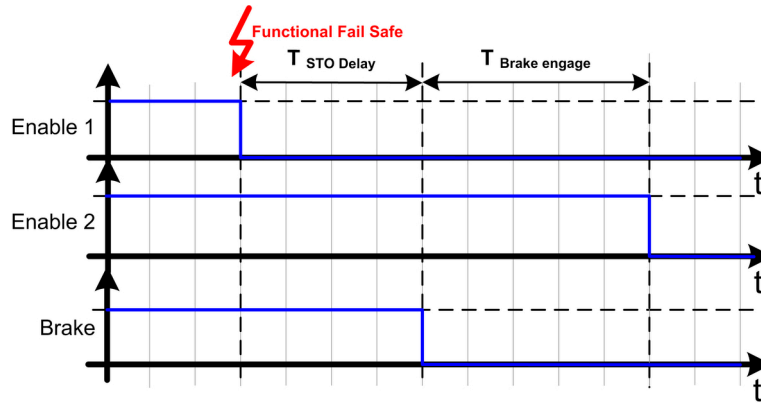 Functional Fail Safe
T STO Delay
T Brake engage
Enable 1
t
Enable 2
t
Brake
t